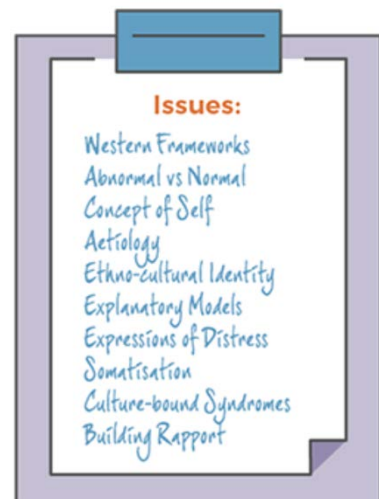 Issues:
Western Frameworks
Abnormal vs Normal
Concept of Self
Aetiology
Ethno-cultural Identity
Explanatory Models
Expressions of Distress
Somatisation
Culture-bound Syndromes
Building Rapport